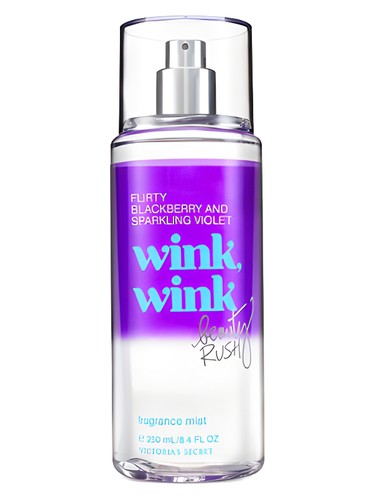 FLIRTY
BLACKBERRY AND
SPARKLING VIOLET
wink,
wink
beauty
RUSH
fragrance mist
e 250 mL/8.4 FL OZ
VICTORIA'S SECRET